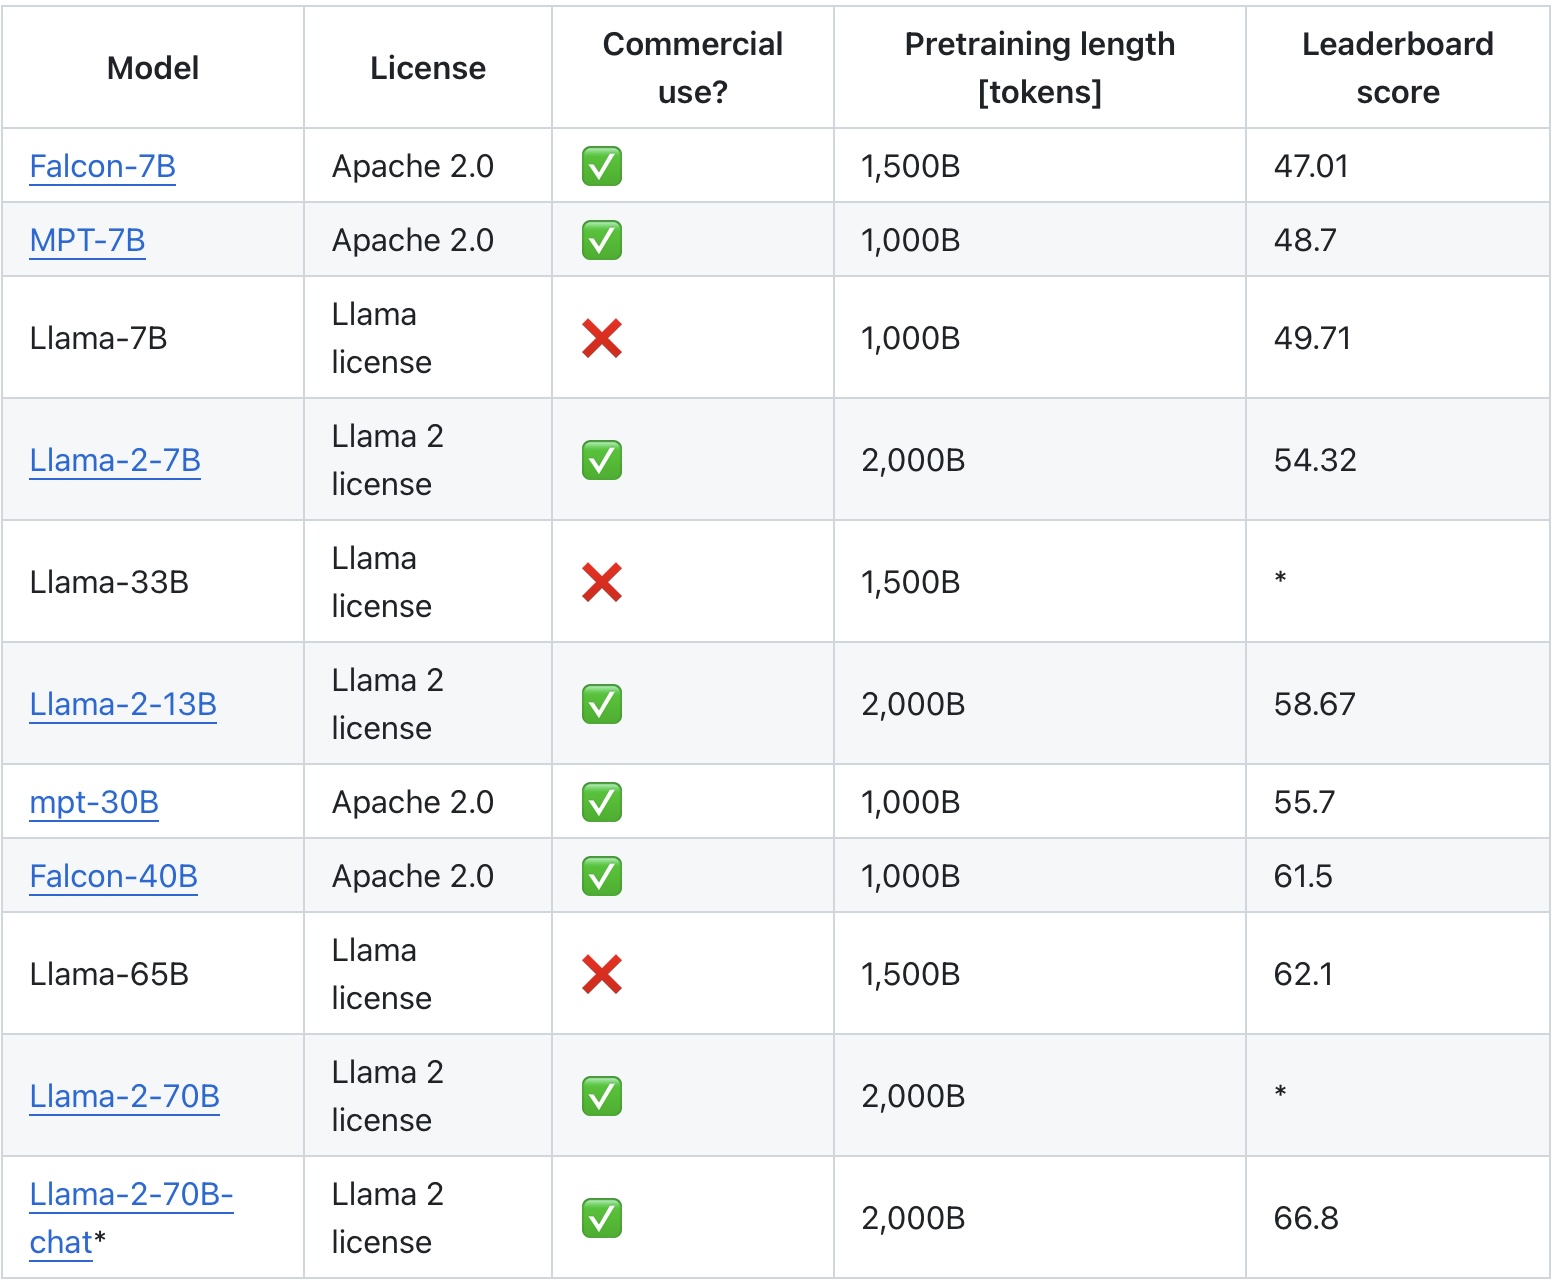 Model License Commercial use? Pretraining length [tokens] Leaderboard score
Falcon-7B Apache 2.0 ✅ 1,500B 47.01
MPT-7B Apache 2.0 ✅ 1,000B 48.7
Llama-7B Llama license ❌ 1,000B 49.71
Llama-2-7B Llama 2 license ✅ 2,000B 54.32
Llama-33B Llama license ❌ 1,500B *
Llama-2-13B Llama 2 license ✅ 2,000B 58.67
mpt-30B Apache 2.0 ✅ 1,000B 55.7
Falcon-40B Apache 2.0 ✅ 1,000B 61.5
Llama-65B Llama license ❌ 1,500B 62.1
Llama-2-70B Llama 2 license ✅ 2,000B *
Llama-2-70B-chat* Llama 2 license ✅ 2,000B 66.8